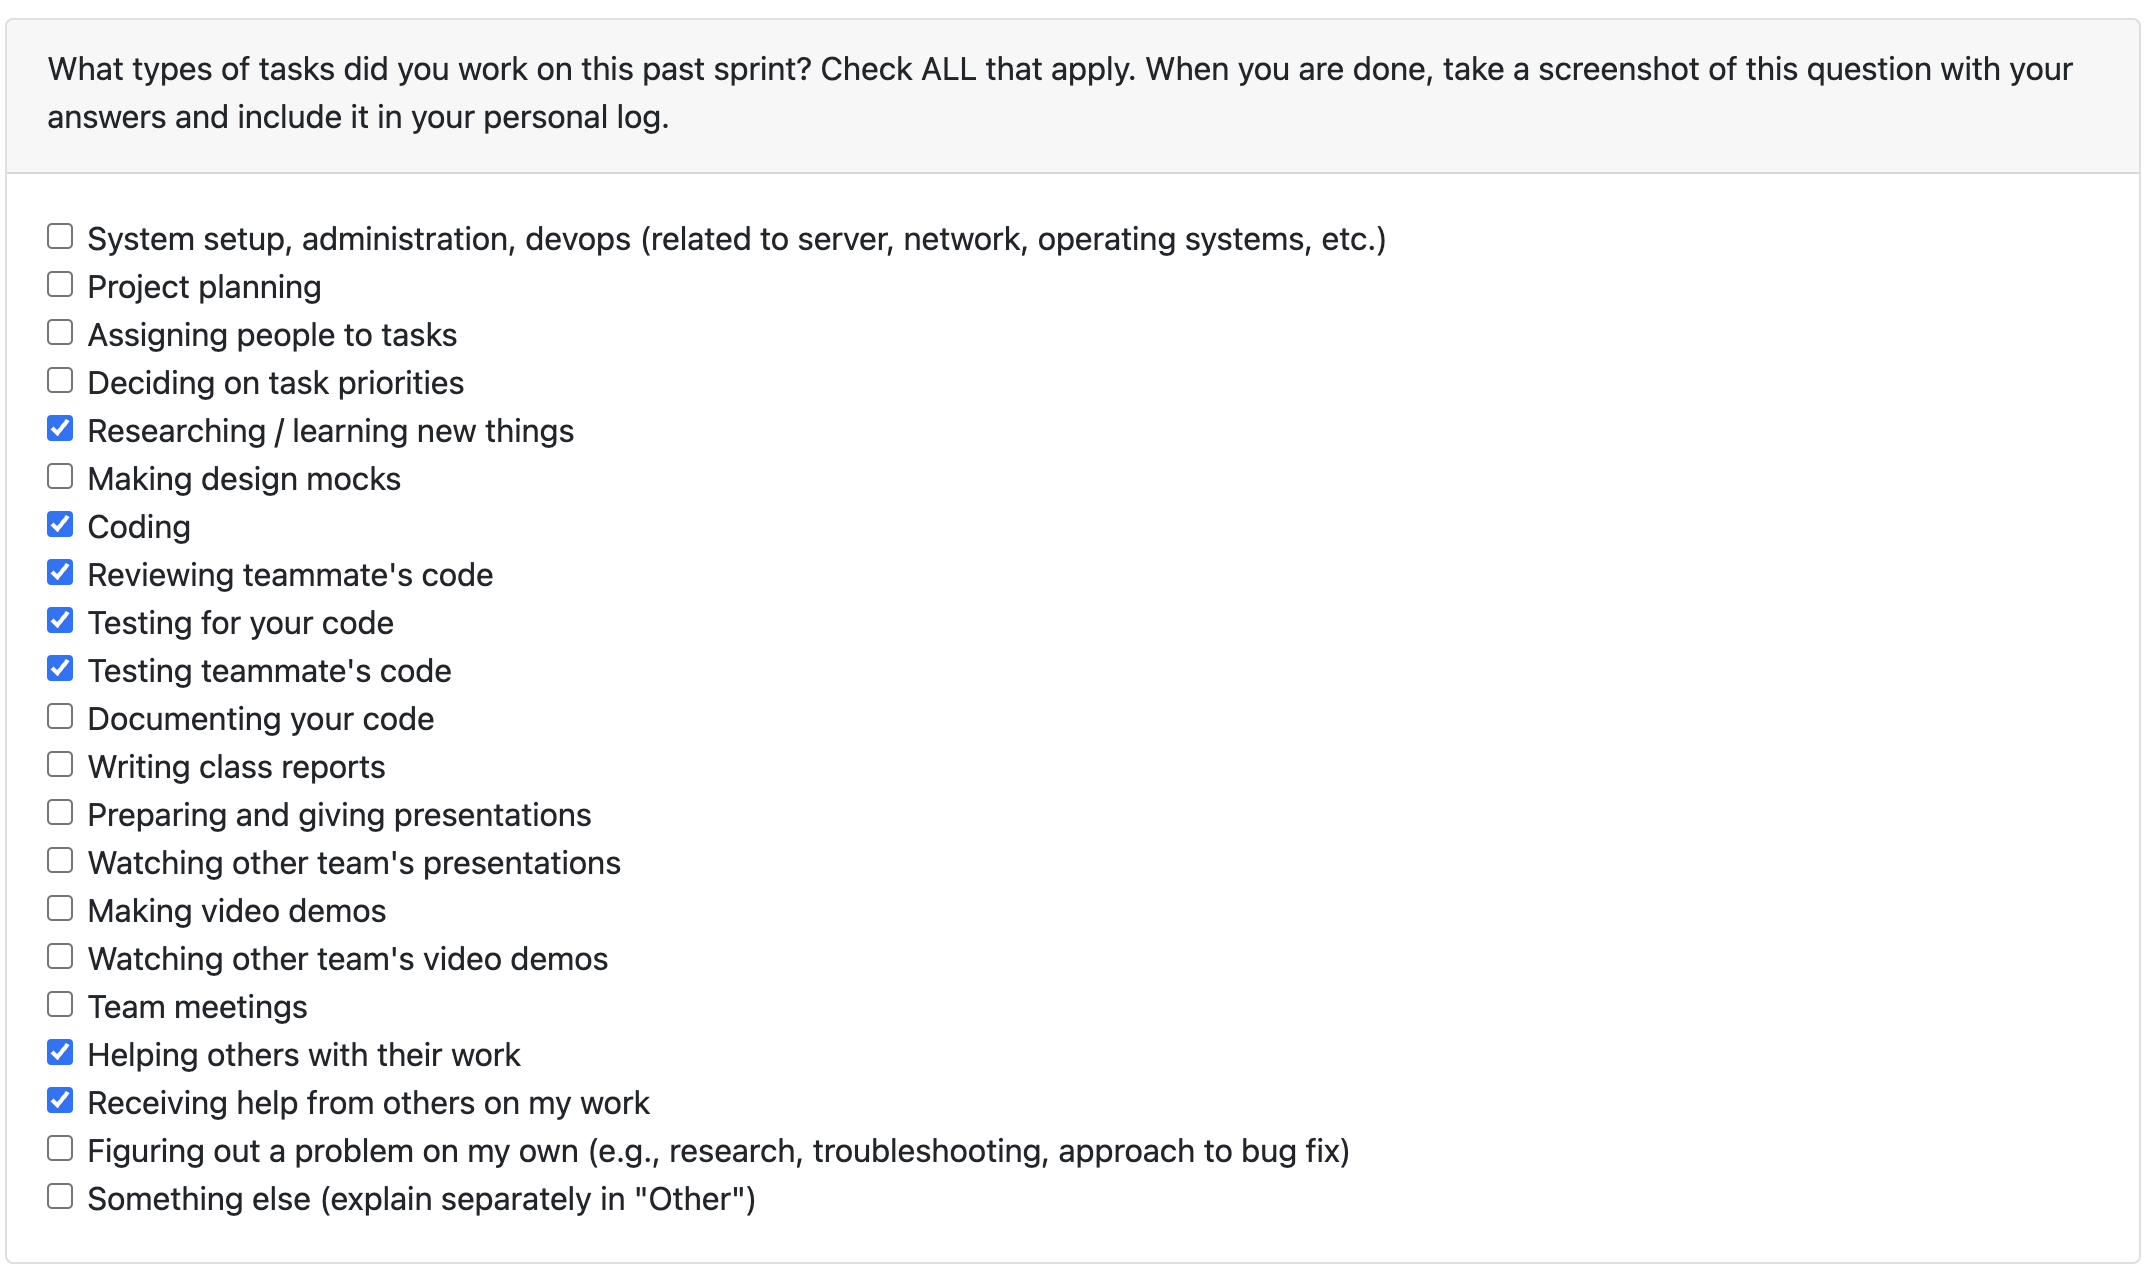 What types of tasks did you work on this past sprint? Check ALL that apply. When you are done, take a screenshot of this question with your
answers and include it in your personal log.
System setup, administration, devops (related to server, network, operating systems, etc.)
Project planning
Assigning people to tasks
Deciding on task priorities
Researching / learning new things
Making design mocks
Coding
Reviewing teammate's code
Testing for your code
Testing teammate's code
Documenting your code
Writing class reports
Preparing and giving presentations
Watching other team's presentations
Making video demos
Watching other team's video demos
Team meetings
Helping others with their work
Receiving help from others on my work
Figuring out a problem on my own (e.g., research, troubleshooting, approach to bug fix)
Something else (explain separately in "Other")